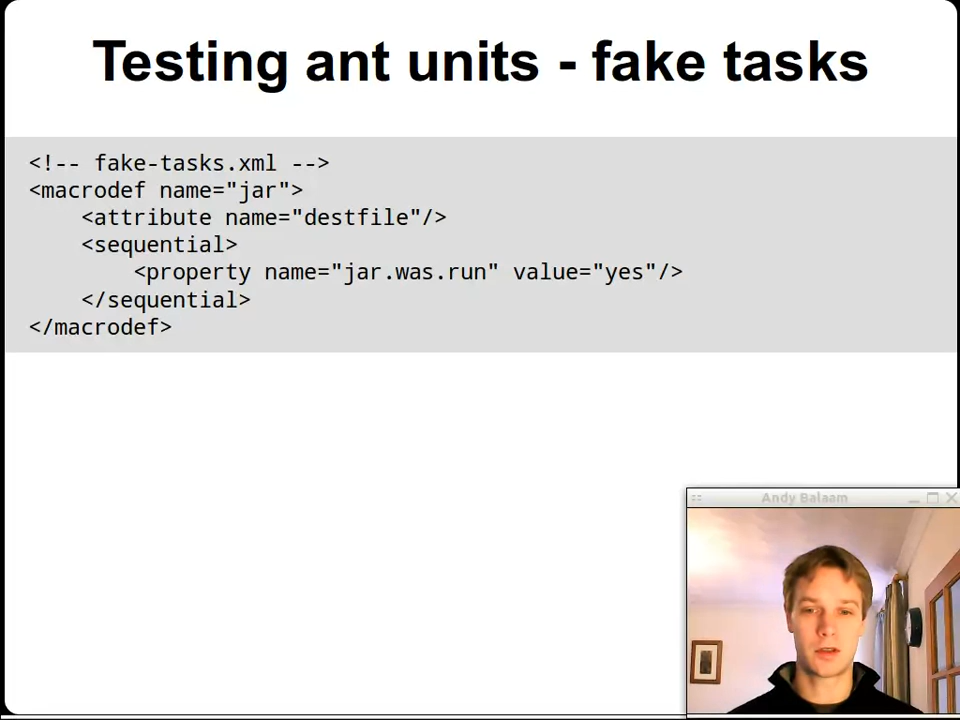 Testing ant units - fake tasks
<!-- fake-tasks.xml -->
<macrodef name="jar">
    <attribute name="destfile"/>
    <sequential>
        <property name="jar.was.run" value="yes"/>
    </sequential>
</macrodef>
Andy Balaam